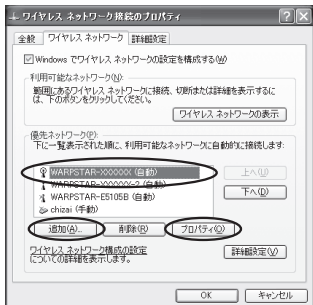 ワイヤレス ネットワーク接続のプロパティ
全般 ワイヤレス ネットワーク 詳細設定
Windows でワイヤレス ネットワークの設定を構成する(W)
利用可能なネットワーク(N):
範囲にあるワイヤレス ネットワークに接続、切断または詳細を表示するに
は、下のボタンをクリックしてください。
ワイヤレス ネットワークの表示
優先ネットワーク(P):
下に一覧表示された順に、利用可能なネットワークに自動的に接続します:
WARPSTAR-XXXXXX (自動)
WARPSTAR-XXXXXX-2 (自動)
WARPSTAR-E5105B (自動)
chizai (手動)
上へ(U)
下へ(D)
追加(A)... 削除(R) プロパティ(O)
ワイヤレス ネットワーク構成の設定
についての詳細を表示します。
詳細設定(V)
OK キャンセル